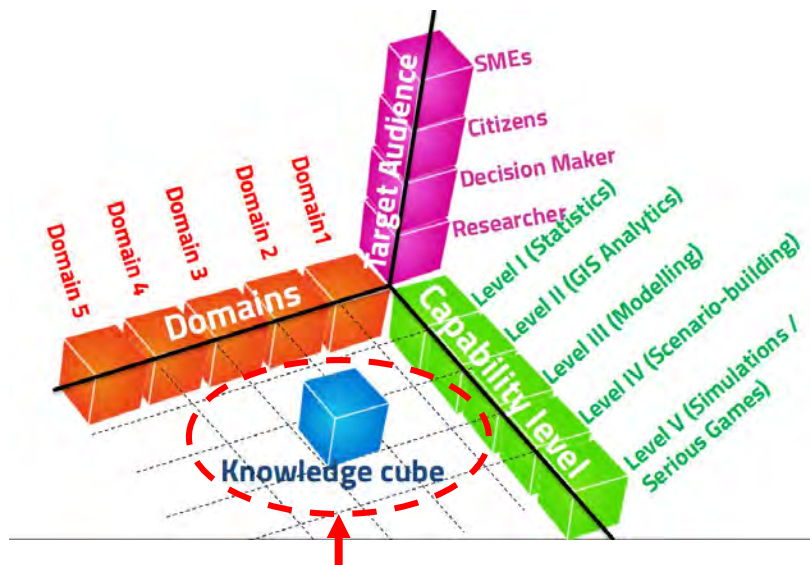 SMEs
Citizens
Decision Maker
Researcher
Target Audience
Domain 5
Domain 4
Domain 3
Domain 2
Domain1
Domains
Level I (Statistics)
Level II (GIS Analytics)
Level III (Modelling)
Level IV (Scenario-building)
Level V (Simulations /
Serious Games)
Capability level
Knowledge cube